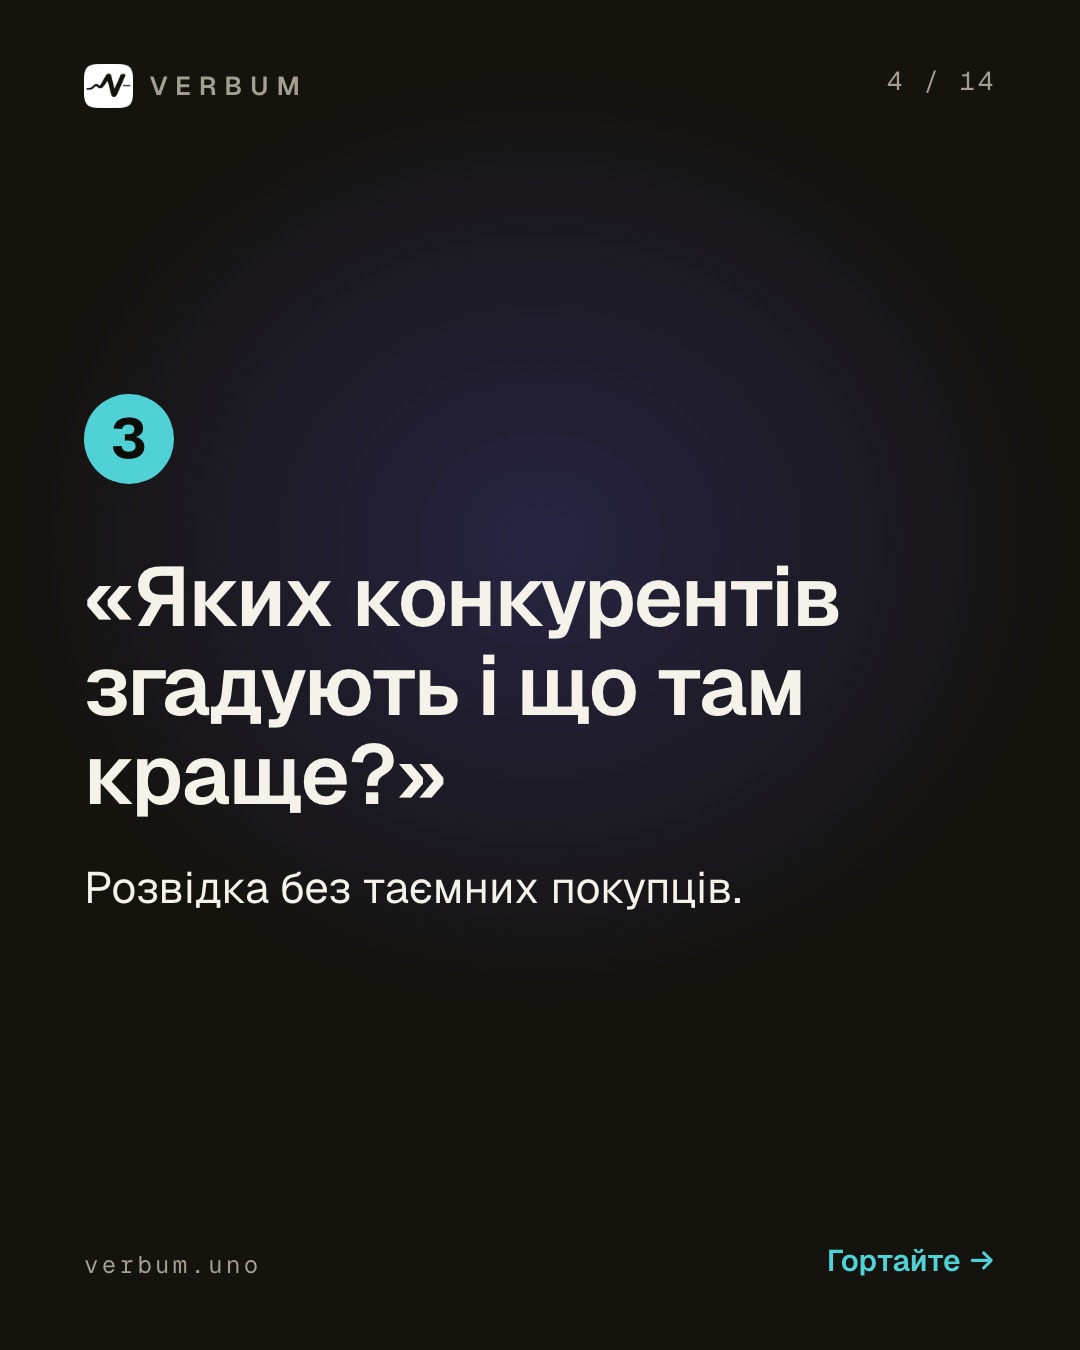 VERBUM
4 / 14
3
«Яких конкурентів
згадують і що там
краще?»
Розвідка без таємних покупців.
verbum.uno
Гортайте →